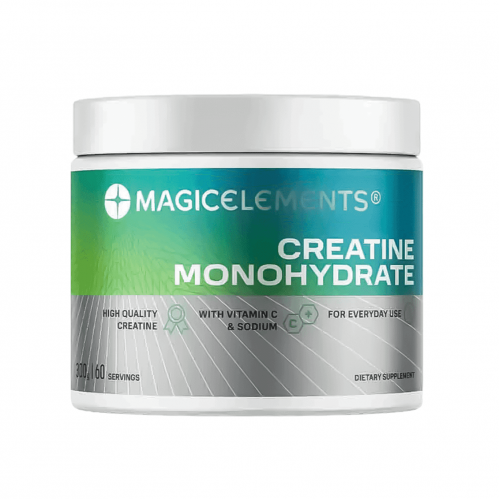 MAGICELEMENTS®
CREATINE
MONOHYDRATE
HIGH QUALITY
CREATINE
WITH VITAMIN C
& SODIUM
C
+
FOR EVERYDAY USE
300g | 60 SERVINGS
DIETARY SUPPLEMENT